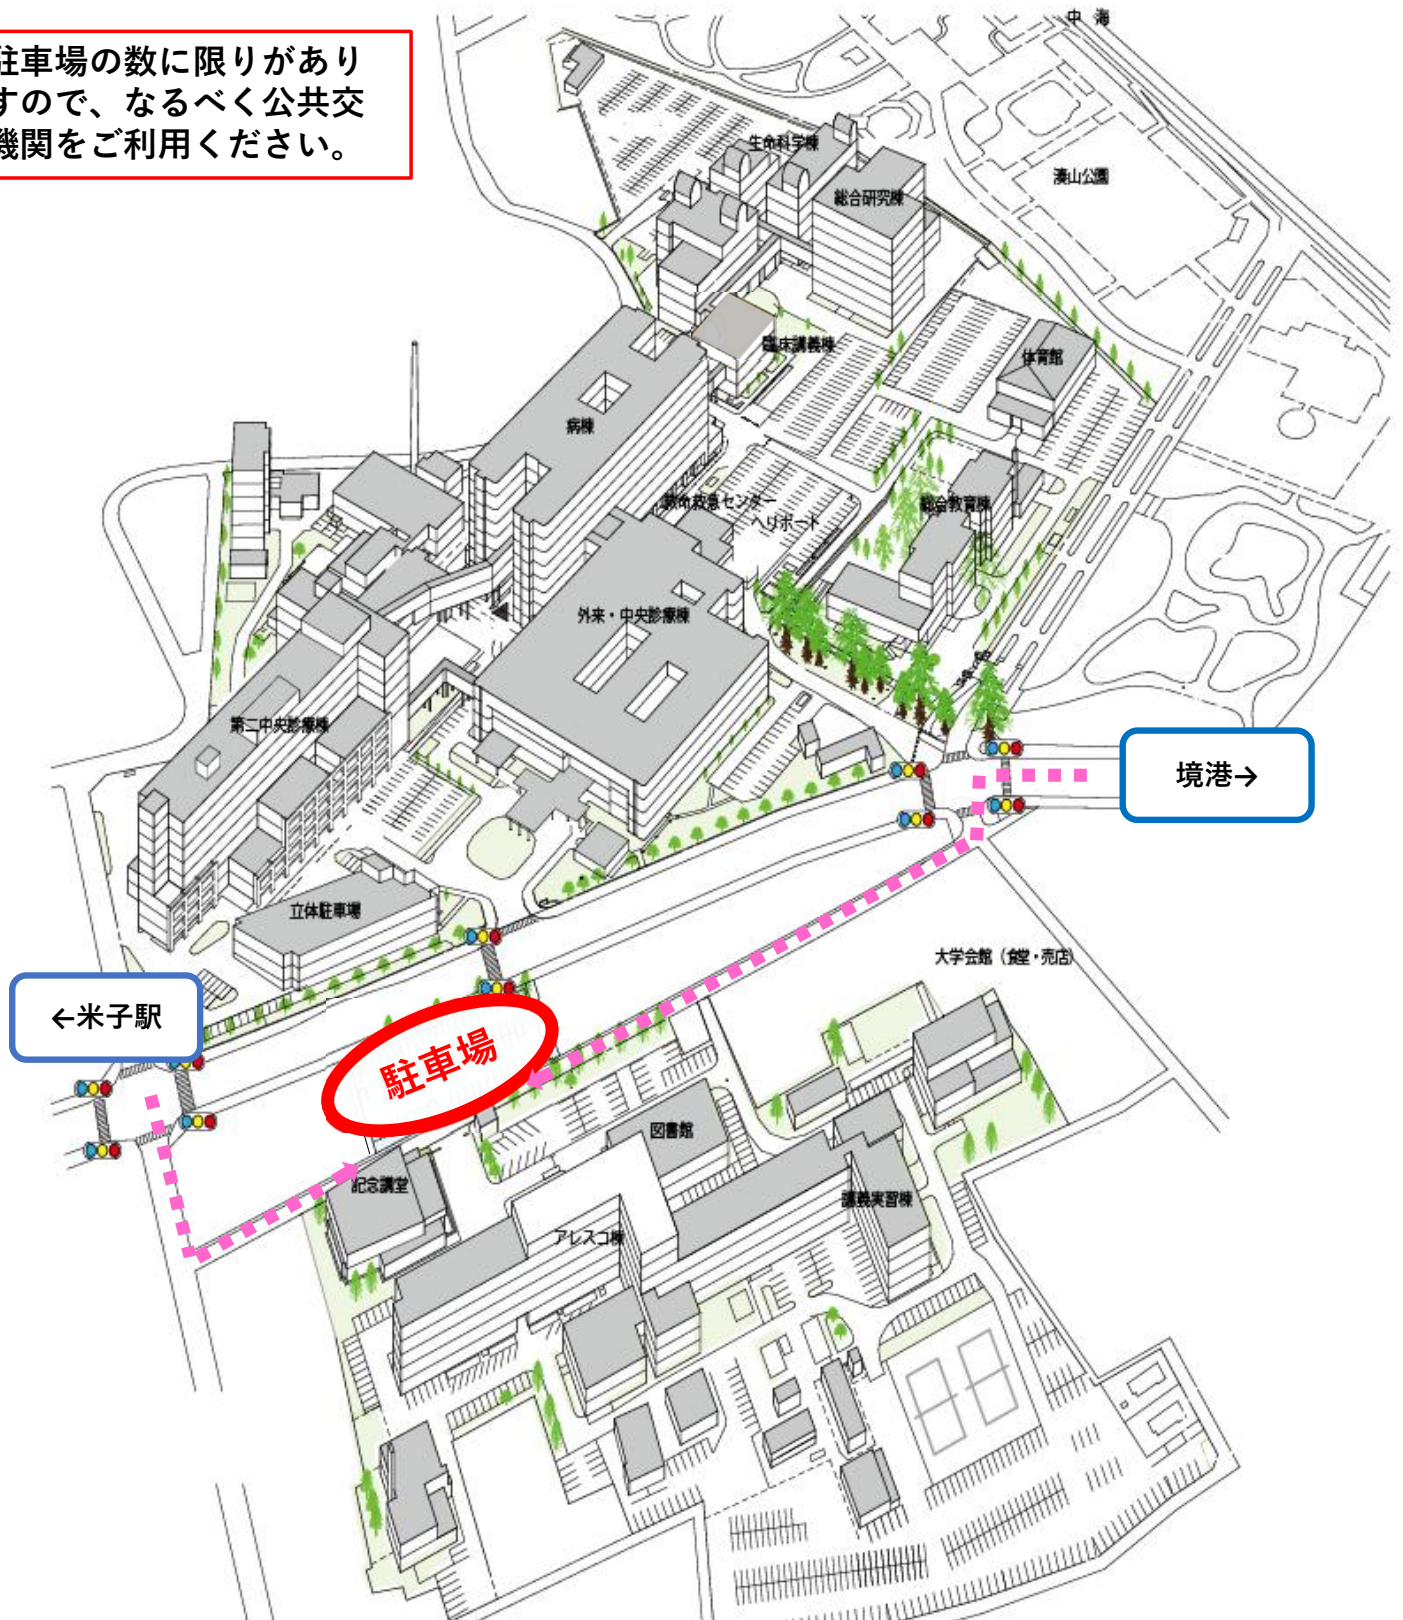 中海
駐車場の数に限りがあり
すので、なるべく公共交
機関をご利用ください。
生命科学棟
湊山公園
総合研究棟
臨床講義棟
体育館
病棟
救命救急センター
ヘリポート
総合教育棟
外来・中央診療棟
第二中央診療棟
境港→
立体駐車場
大学会館(食堂・売店)
←米子駅
駐車場
図書館
記念講堂
講義実習棟
アレスコ棟